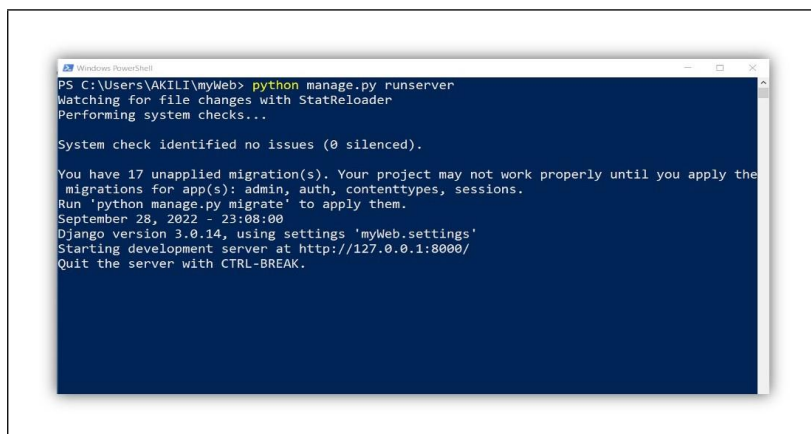 Windows PowerShell
PS C:\Users\AKILI\myWeb> python manage.py runserver
Watching for file changes with StatReloader
Performing system checks...
System check identified no issues (0 silenced).
You have 17 unapplied migration(s). Your project may not work properly until you apply the
migrations for app(s): admin, auth, contenttypes, sessions.
Run 'python manage.py migrate' to apply them.
September 28, 2022 - 23:08:00
Django version 3.0.14, using settings 'myWeb.settings'
Starting development server at http://127.0.0.1:8000/
Quit the server with CTRL-BREAK.